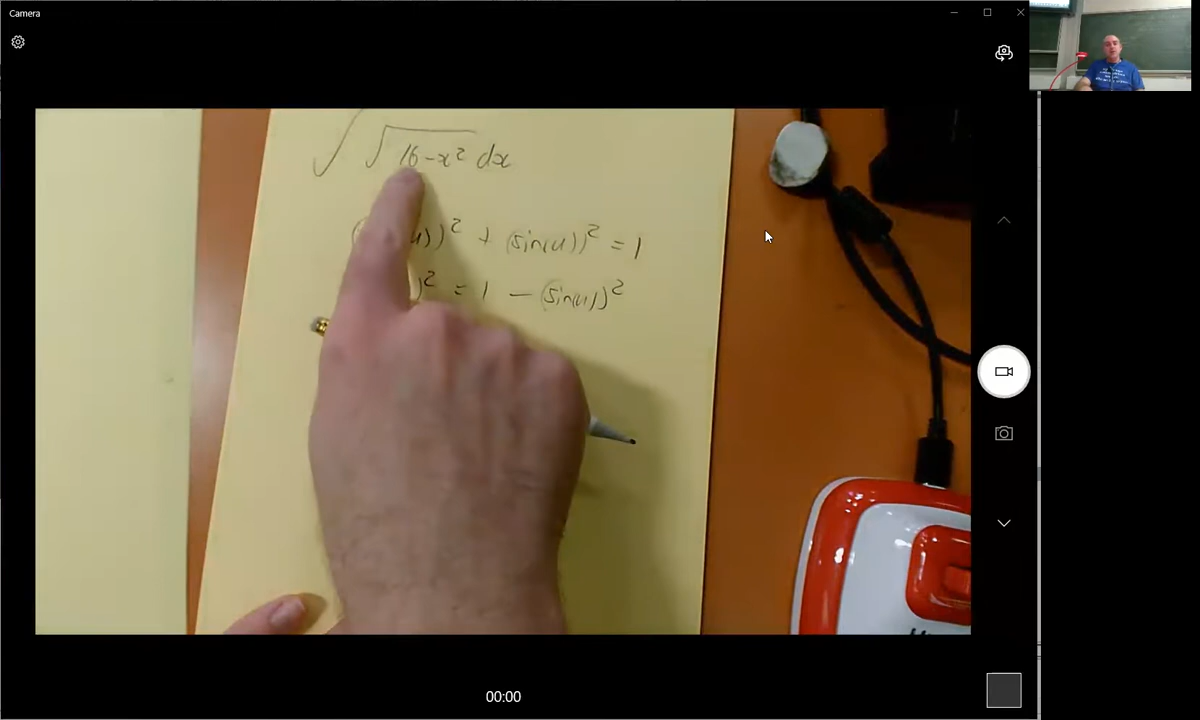 Camera
∫ √16-x² dx
))² + (sin(u))² = 1
)² = 1 - (sin(u))²
00:00